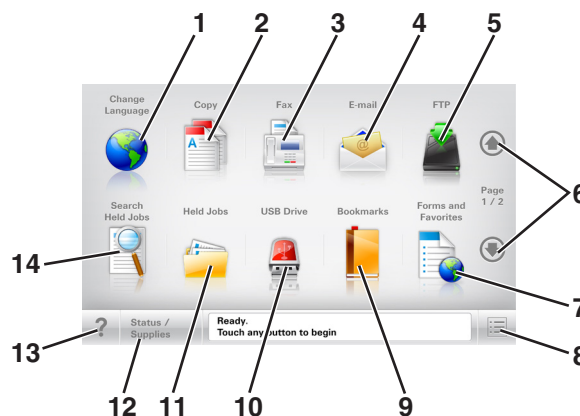 1 2 3 4 5
Change
Language
Copy
Fax
E-mail
FTP
A
@
6
Page
1 / 2
Search
Held Jobs
Held Jobs
USB Drive
Bookmarks
Forms and
Favorites
14
7
?
Status /
Supplies
Ready.
Touch any button to begin
13
8
12 11 10 9